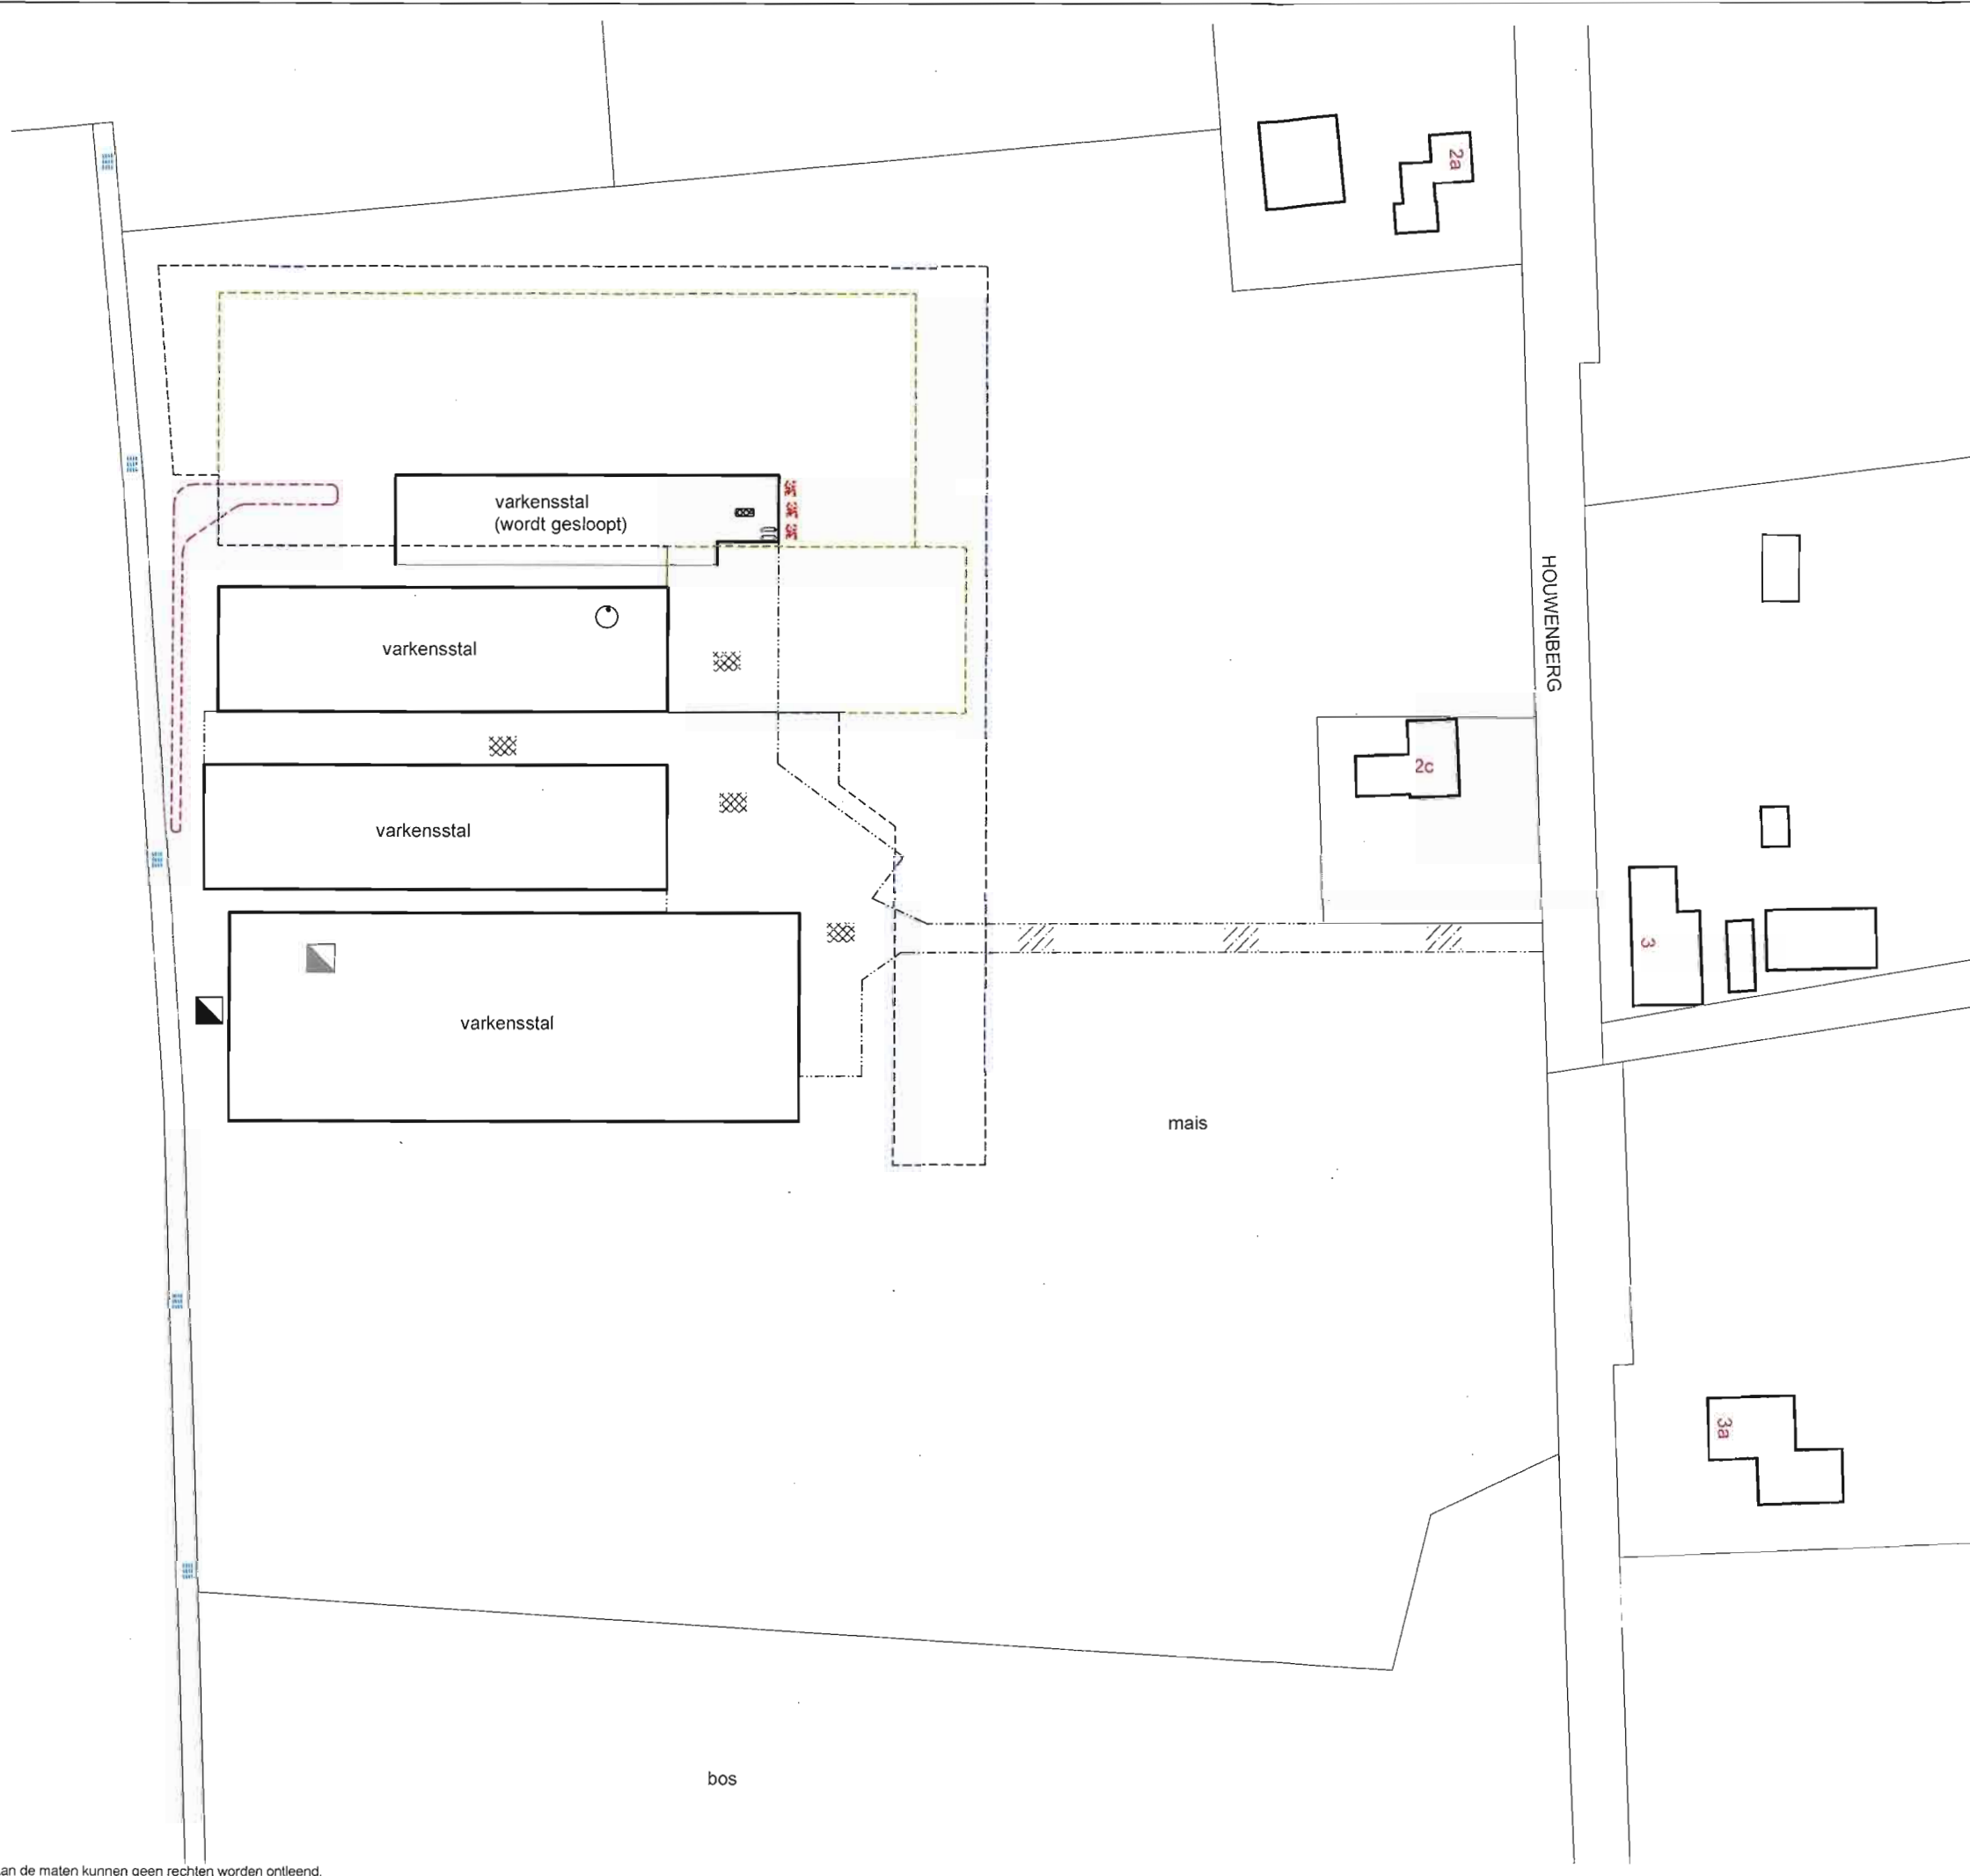 2a
varkensstal
(wordt gesloopt)
HOUWENBERG
varkensstal
2c
varkensstal
3
varkensstal
mais
3a
bos
an de maten kunnen geen rechten worden ontleend.